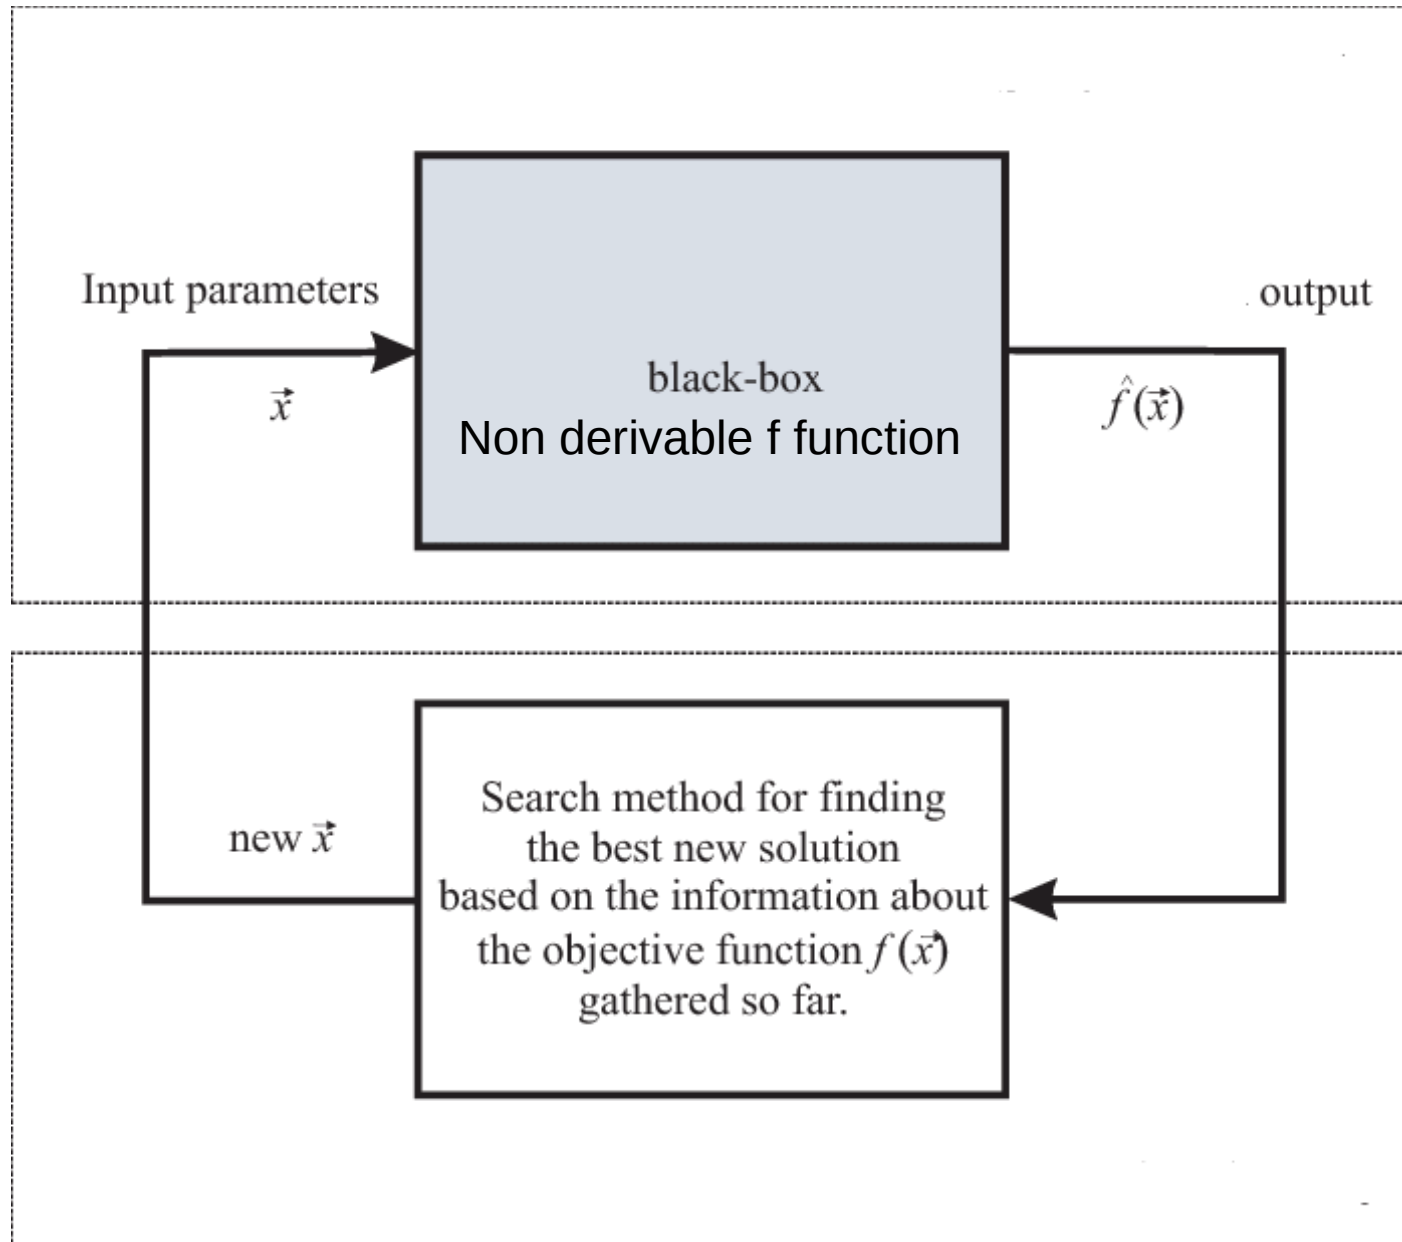 Input parameters
output
x⃗
black-box
f̂(x⃗)
Non derivable f function
Search method for finding
new x⃗
the best new solution
based on the information about
the objective function f(x⃗)
gathered so far.